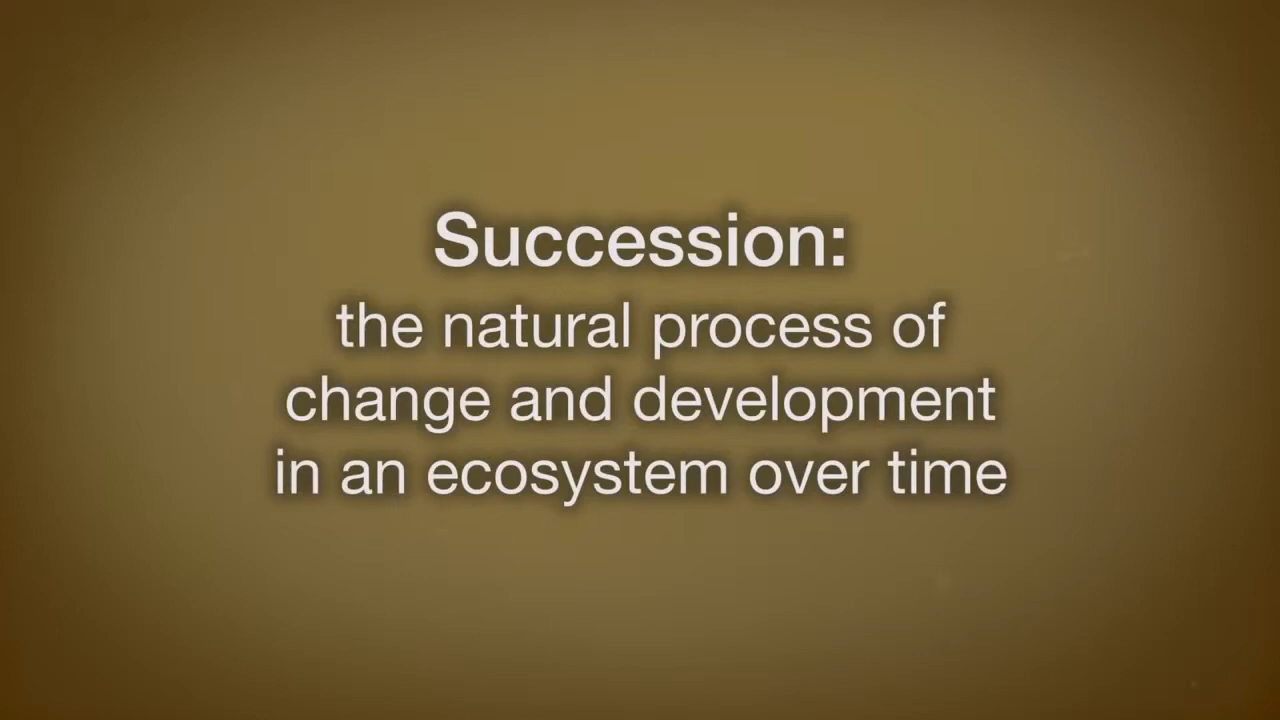 Succession:
the natural process of
change and development
in an ecosystem over time